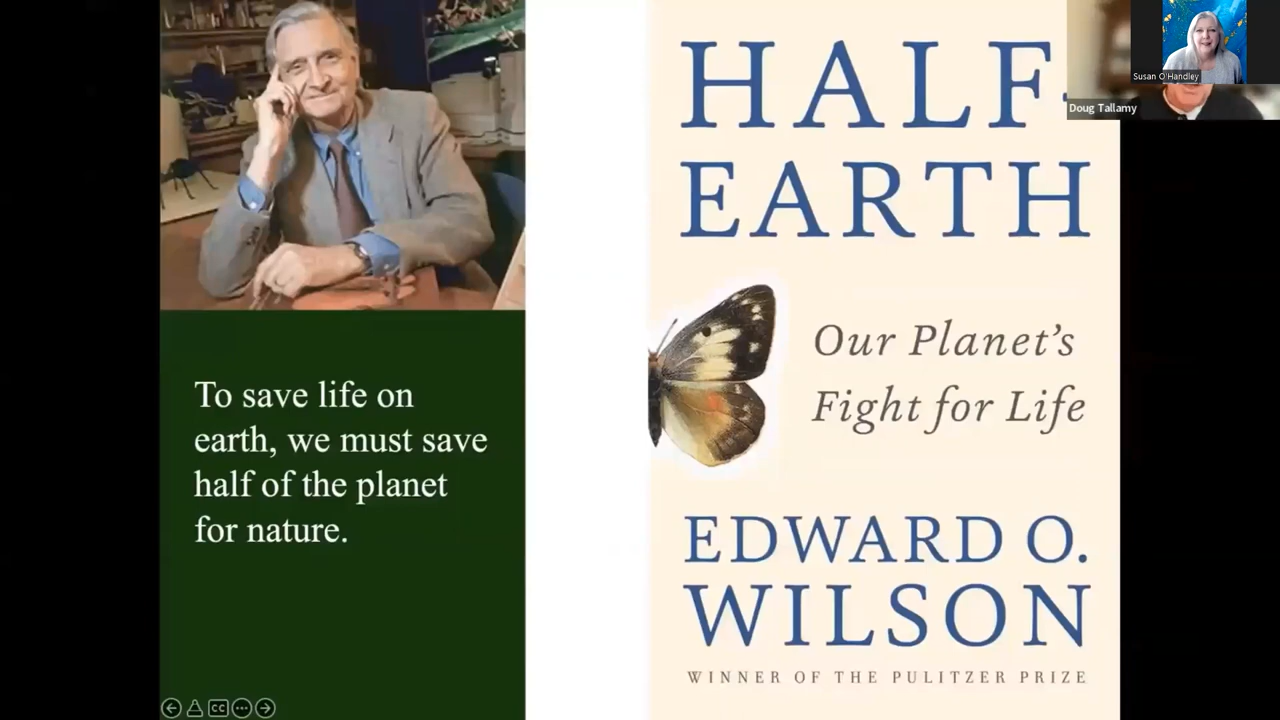 To save life on
earth, we must save
half of the planet
for nature.
HALF-
EARTH
Our Planet's
Fight for Life
EDWARD O.
WILSON
WINNER OF THE PULITZER PRIZE
Susan O'Handley
Doug Tallamy
CC